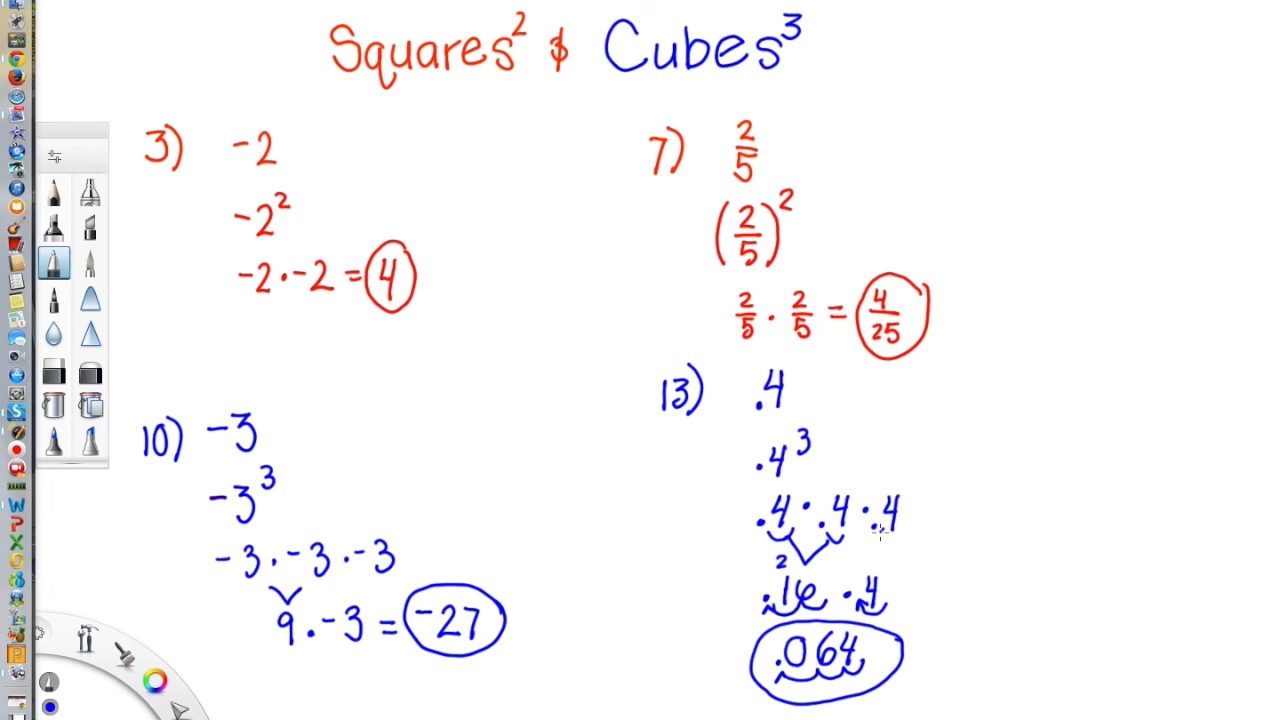 Squares² & Cubes³
3) -2
-2²
-2 · -2 = 4
10) -3
-3³
-3 · -3 · -3
9 · -3 = -27
7) 2/5
(2/5)²
2/5 · 2/5 = 4/25
13) .4
.4³
.4 · .4 · .4
2
.16 · .4
.064